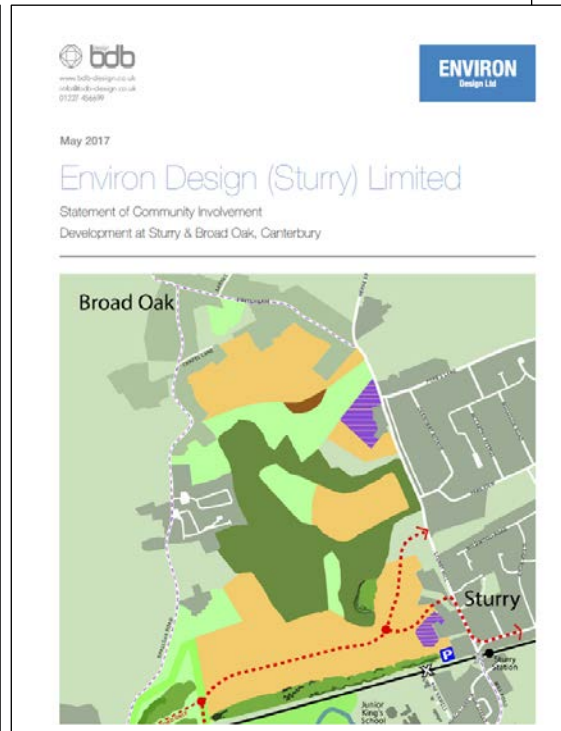 bdb
www.bdb-design.co.uk
info@bdb-design.co.uk
01227 456699
ENVIRON
Design Ltd
May 2017
Environ Design (Sturry) Limited
Statement of Community Involvement
Development at Sturry & Broad Oak, Canterbury
Broad Oak
Sturry
P
Sturry
Station
Junior
King's
School